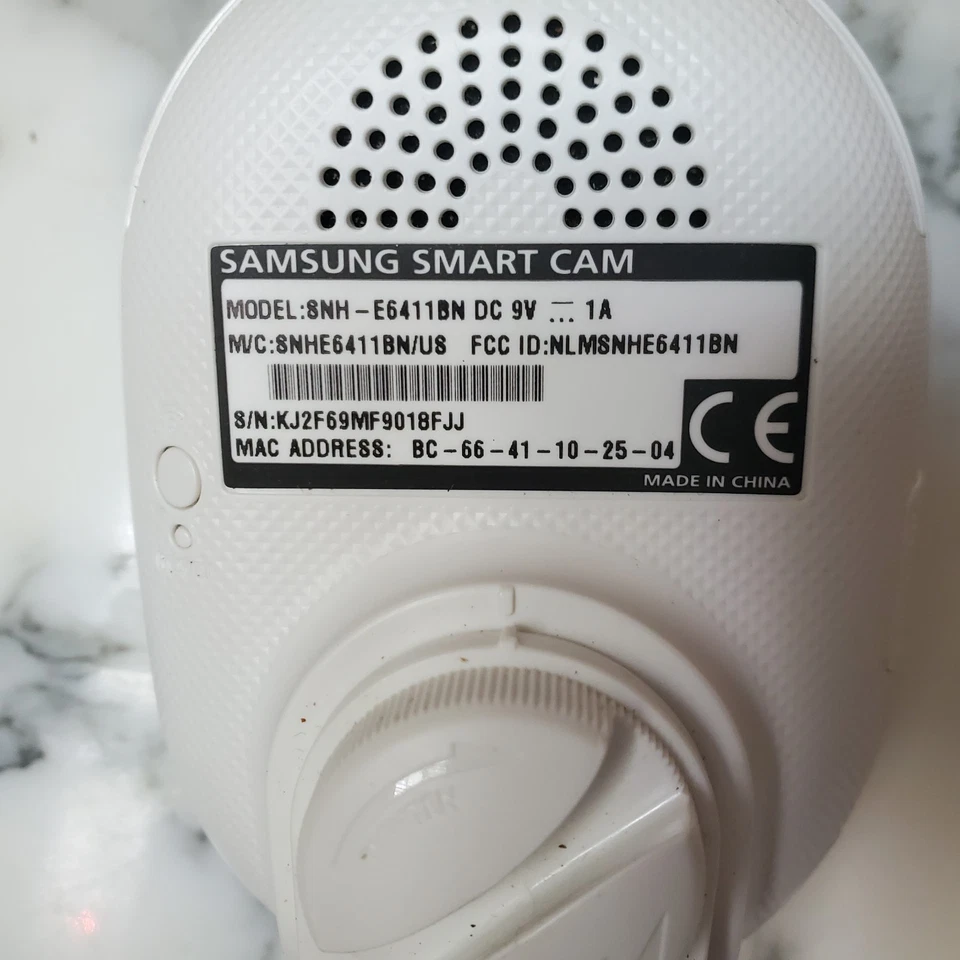 SAMSUNG SMART CAM
MODEL:SNH-E6411BN DC 9V ⎓ 1A
M/C:SNHE6411BN/US FCC ID:NLMSNHE6411BN
S/N:KJ2F69MF9018FJJ
MAC ADDRESS: BC-66-41-10-25-04
CE
MADE IN CHINA